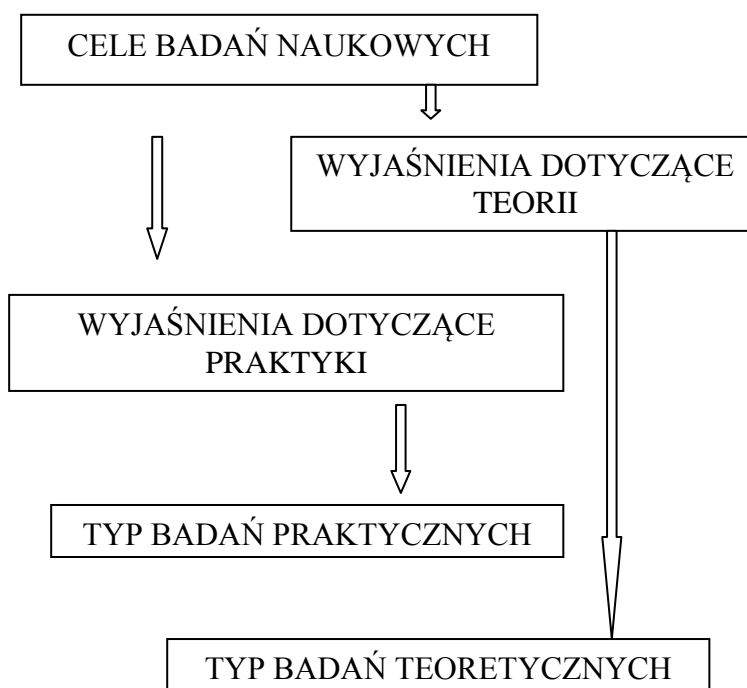 CELE BADAŃ NAUKOWYCH
WYJAŚNIENIA DOTYCZĄCE
TEORII
WYJAŚNIENIA DOTYCZĄCE
PRAKTYKI
TYP BADAŃ PRAKTYCZNYCH
TYP BADAŃ TEORETYCZNYCH